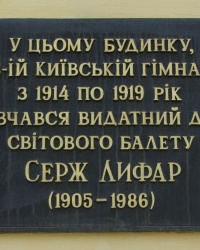 У ЦЬОМУ БУДИНКУ,
-ІЙ КИЇВСЬКІЙ ГІМНА
З 1914 ПО 1919 РІК
ВЧАВСЯ ВИДАТНИЙ Д
СВІТОВОГО БАЛЕТУ
СЕРЖ ЛИФАР
(1905–1986)